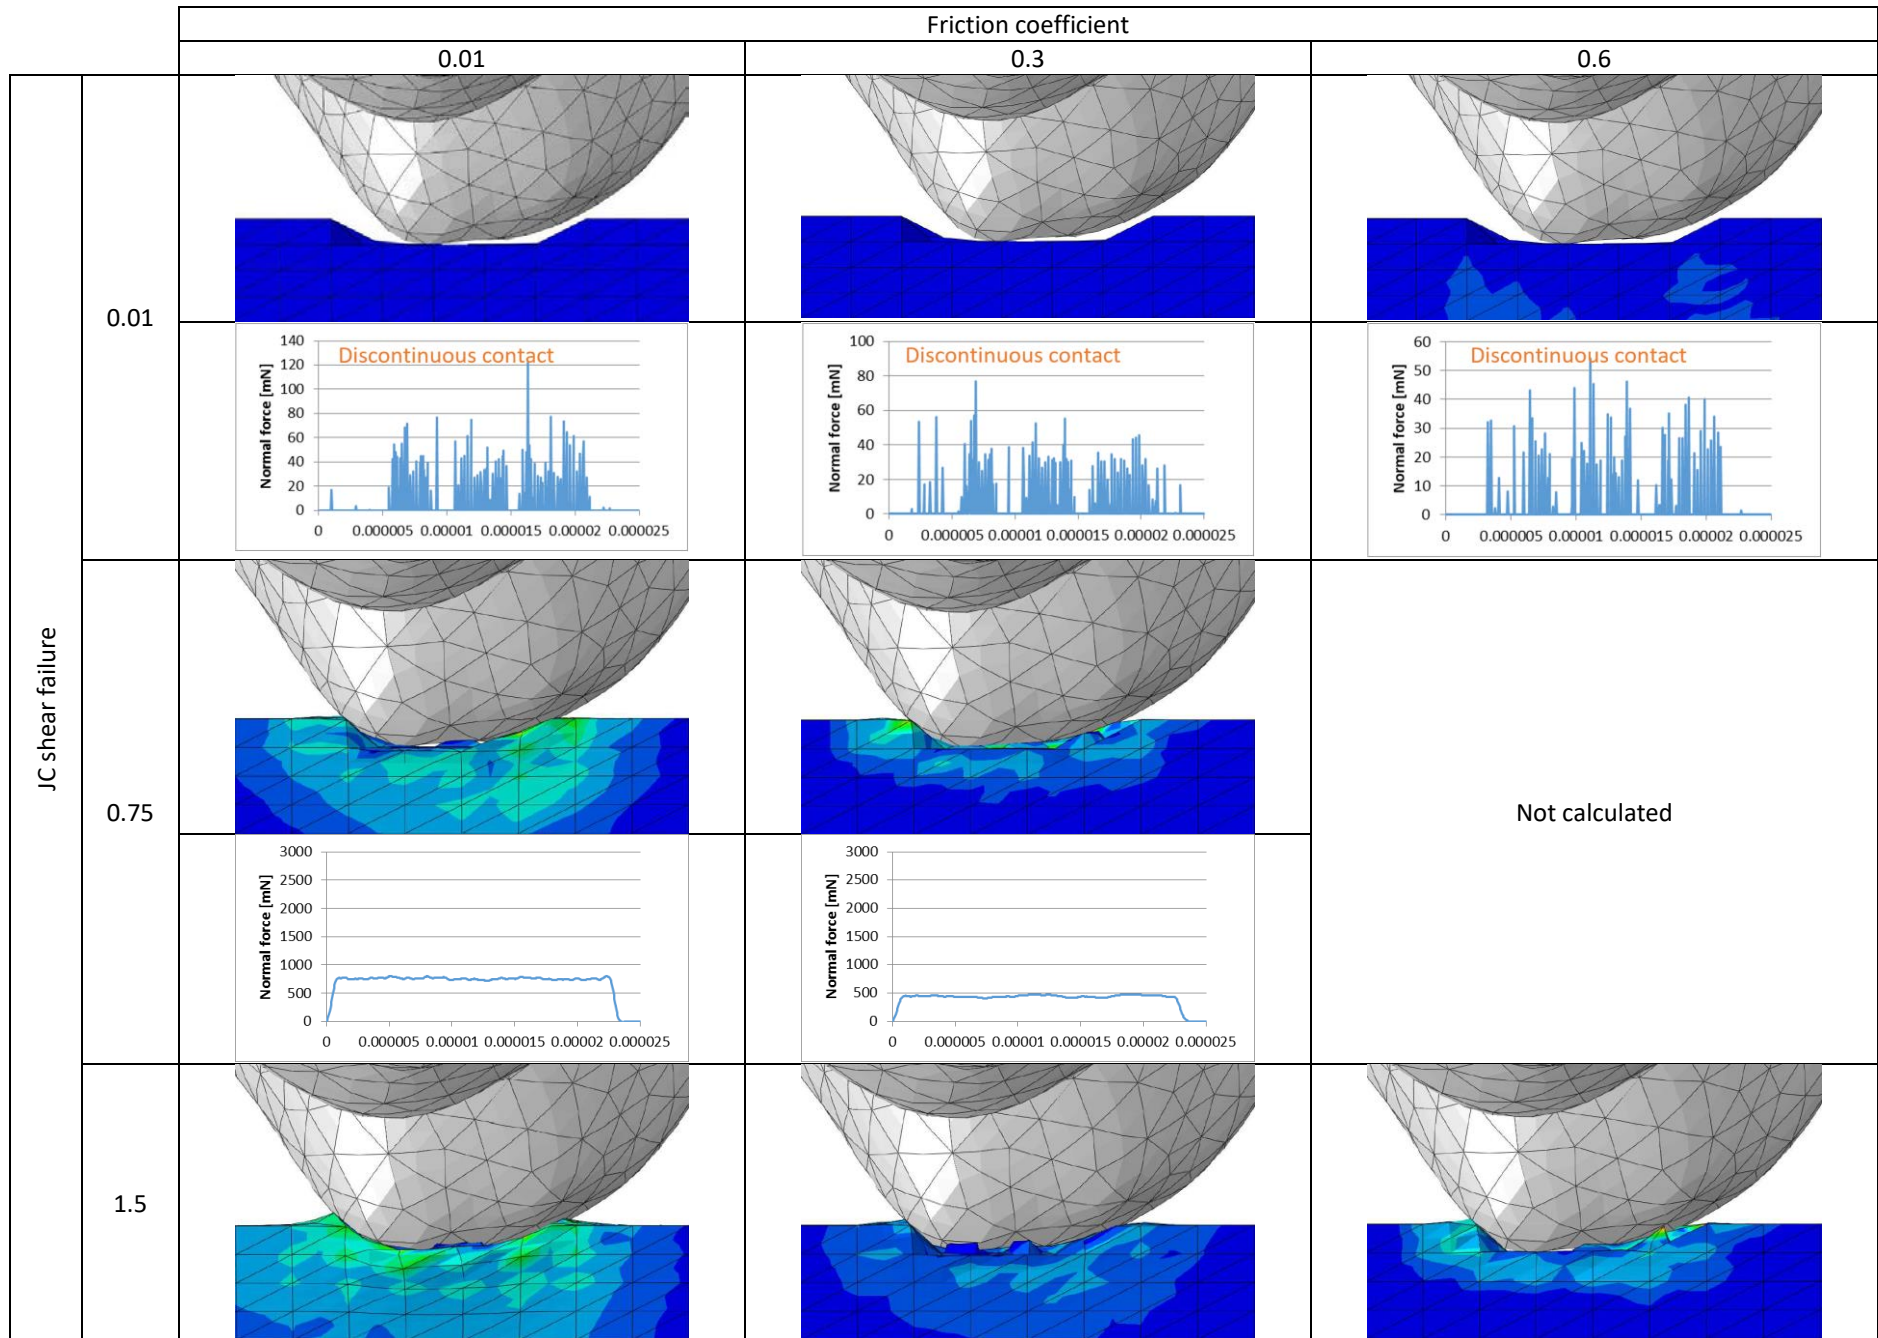 Friction coefficient
0.01
0.3
0.6
JC shear failure
0.01
Discontinuous contact
Normal force [mN]
140
120
100
80
60
40
20
0
0 0.000005 0.00001 0.000015 0.00002 0.000025
Discontinuous contact
Normal force [mN]
100
80
60
40
20
0
0 0.000005 0.00001 0.000015 0.00002 0.000025
Discontinuous contact
Normal force [mN]
60
50
40
30
20
10
0
0 0.000005 0.00001 0.000015 0.00002 0.000025
0.75
Normal force [mN]
3000
2500
2000
1500
1000
500
0
0 0.000005 0.00001 0.000015 0.00002 0.000025
Normal force [mN]
3000
2500
2000
1500
1000
500
0
0 0.000005 0.00001 0.000015 0.00002 0.000025
Not calculated
1.5